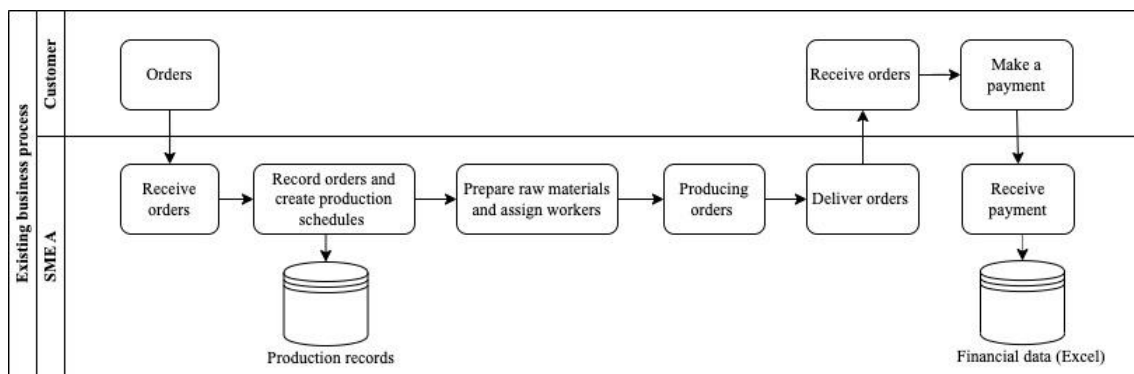 Existing business process
Customer
Orders
Receive orders
Make a
payment
SME A
Receive
orders
Record orders and
create production
schedules
Prepare raw materials
and assign workers
Producing
orders
Deliver orders
Receive
payment
Production records
Financial data (Excel)